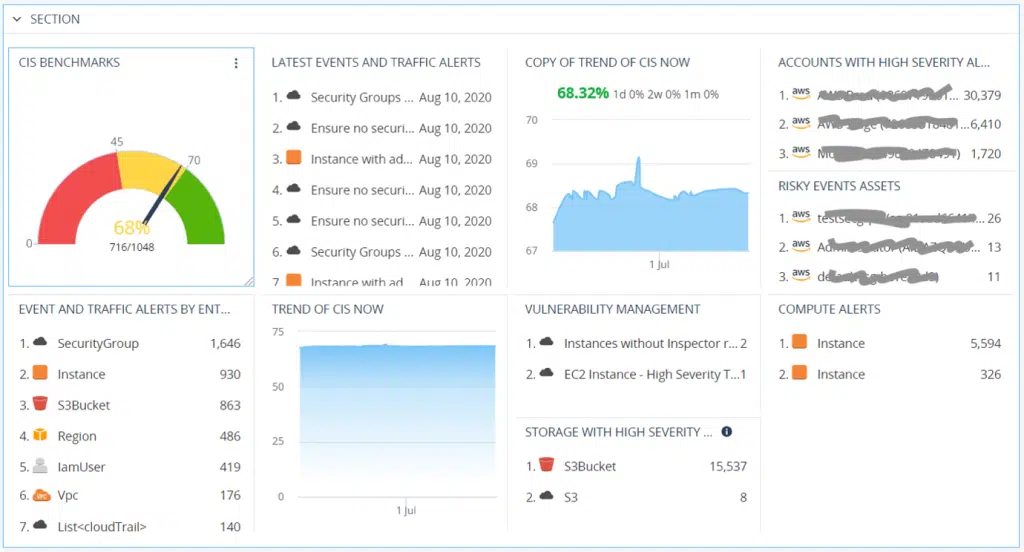 SECTION
CIS BENCHMARKS
45
70
0
68%
716/1048
LATEST EVENTS AND TRAFFIC ALERTS
1. Security Groups ... Aug 10, 2020
2. Ensure no securi... Aug 10, 2020
3. Instance with ad... Aug 10, 2020
4. Ensure no securi... Aug 10, 2020
5. Ensure no securi... Aug 10, 2020
6. Security Groups ... Aug 10, 2020
7. Instance with ad... Aug 10, 2020
COPY OF TREND OF CIS NOW
68.32% 1d 0% 2w 0% 1m 0%
70
69
68
67
1 Jul
ACCOUNTS WITH HIGH SEVERITY AL...
1. aws ... 30,379
2. aws ...6,410
3. aws 1,720
RISKY EVENTS ASSETS
1. aws ... 26
2. aws 13
3. aws 11
EVENT AND TRAFFIC ALERTS BY ENT...
1. SecurityGroup 1,646
2. Instance 930
3. S3Bucket 863
4. Region 486
5. IamUser 419
6. Vpc 176
7. List<cloudTrail> 140
TREND OF CIS NOW
75
50
25
0
1 Jul
VULNERABILITY MANAGEMENT
1. Instances without Inspector r... 2
2. EC2 Instance - High Severity T...1
STORAGE WITH HIGH SEVERITY ...
1. S3Bucket 15,537
2. S3 8
COMPUTE ALERTS
1. Instance 5,594
2. Instance 326